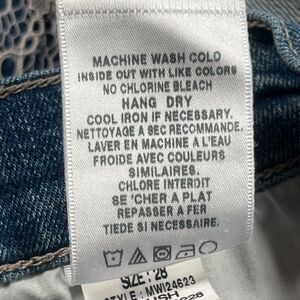 MACHINE WASH COLD
INSIDE OUT WITH LIKE COLORS
NO CHLORINE BLEACH
HANG DRY
COOL IRON IF NECESSARY.
NETTOYAGE A SEC RECOMMANDE.
LAVER EN MACHINE A L'EAU
FROIDE AVEC COULEURS
SIMILAIRES.
CHLORE INTERDIT
SE 'CHER A PLAT
REPASSER A FER
TIEDE SI NECESSAIRE.
SIZE : 28
STYLE : MWI24623